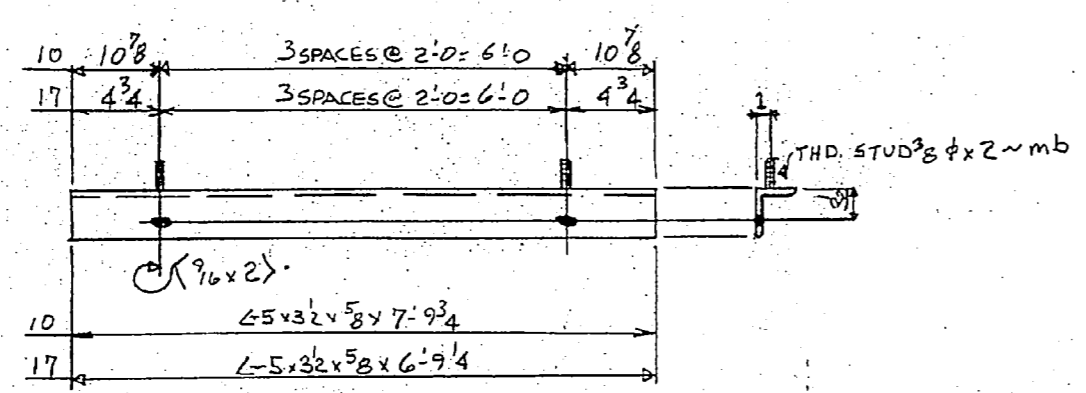 10 10⅞ 3 SPACES @ 2'-0 = 6'-0 10⅞
17 4¾ 3 SPACES @ 2'-0 = 6'-0 4¾
1
THD. STUD ⅜ φ x 2 ~ mb
3
(9/16 x 2)
10 ∠-5 x 3½ x ⅝ x 7'-9¾
17 ∠-5 x 3½ x ⅝ x 6'-9¼